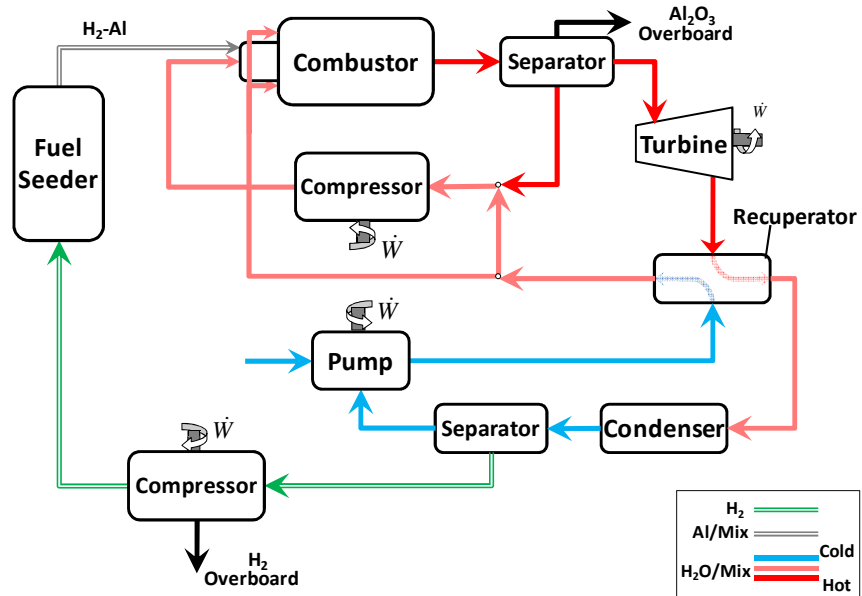 H₂-Al
Al₂O₃
Overboard
Combustor
Separator
Fuel
Seeder
Turbine
Ẇ
Compressor
Ẇ
Recuperator
Ẇ
Pump
Separator
Condenser
Ẇ
Compressor
H₂
Overboard
H₂
Al/Mix
Cold
H₂O/Mix
Hot